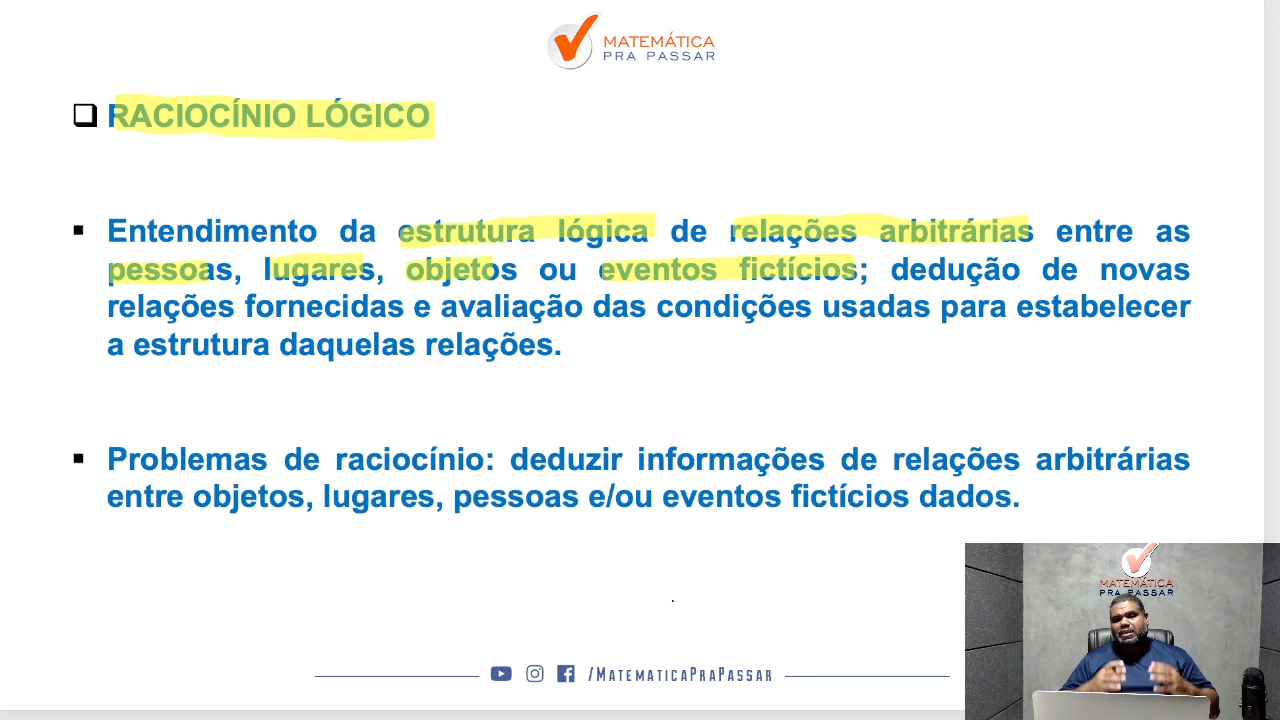 MATEMÁTICA
PRA PASSAR
RACIOCÍNIO LÓGICO
Entendimento da estrutura lógica de relações arbitrárias entre as
pessoas, lugares, objetos ou eventos fictícios; dedução de novas
relações fornecidas e avaliação das condições usadas para estabelecer
a estrutura daquelas relações.
Problemas de raciocínio: deduzir informações de relações arbitrárias
entre objetos, lugares, pessoas e/ou eventos fictícios dados.
MATEMÁTICA
PRA PASSAR
/MATEMATICAPRAPASSAR